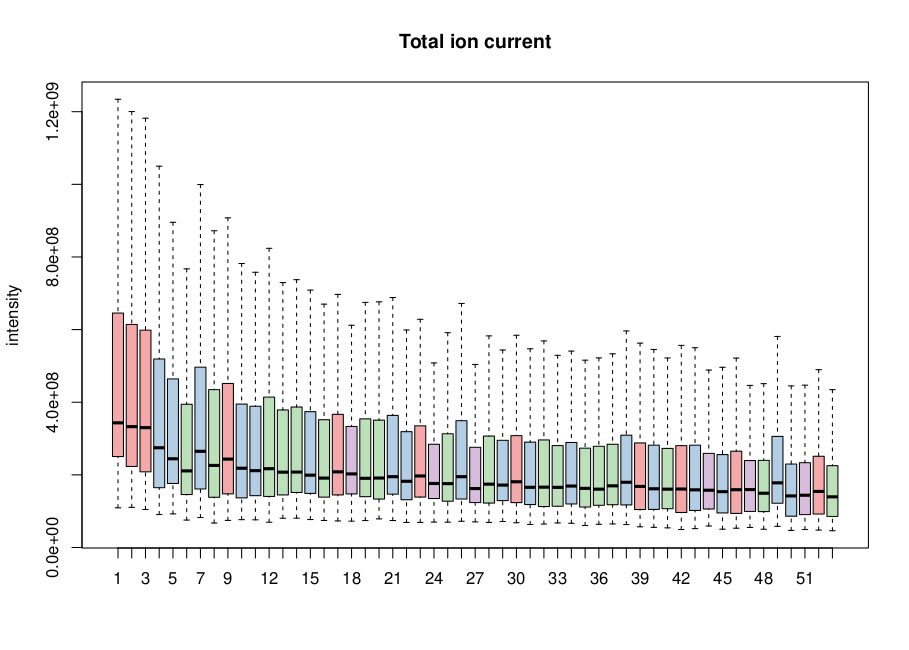 Total ion current
intensity
1.2e+09
8.0e+08
4.0e+08
0.0e+00
1 3 5 7 9 12 15 18 21 24 27 30 33 36 39 42 45 48 51